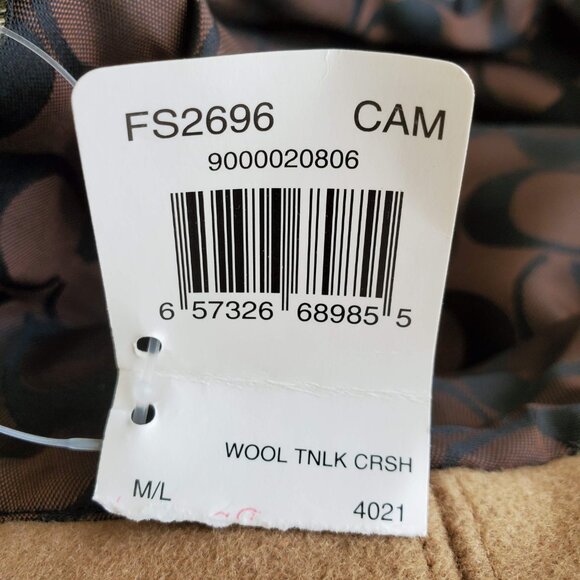 FS2696 CAM
9000020806
6 57326 68985 5
WOOL TNLK CRSH
M/L 4021